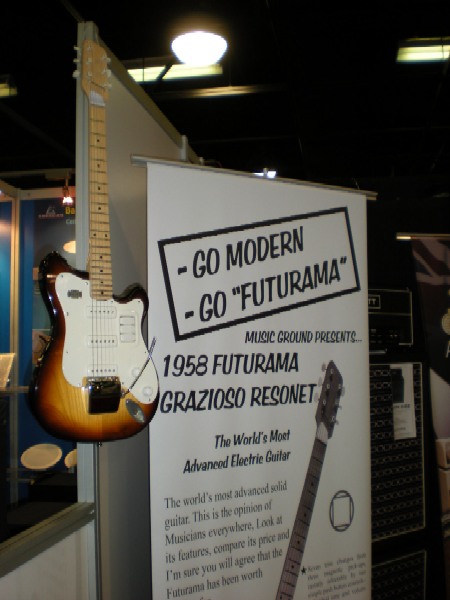 - GO MODERN
- GO "FUTURAMA"
MUSIC GROUND PRESENTS...
1958 FUTURAMA
GRAZIOSO RESONET
The World's Most
Advanced Electric Guitar
The world's most advanced solid
guitar. This is the opinion of
Musicians everywhere, Look at
its features, compare its price and
I'm sure you will agree that the
Futurama has been worth